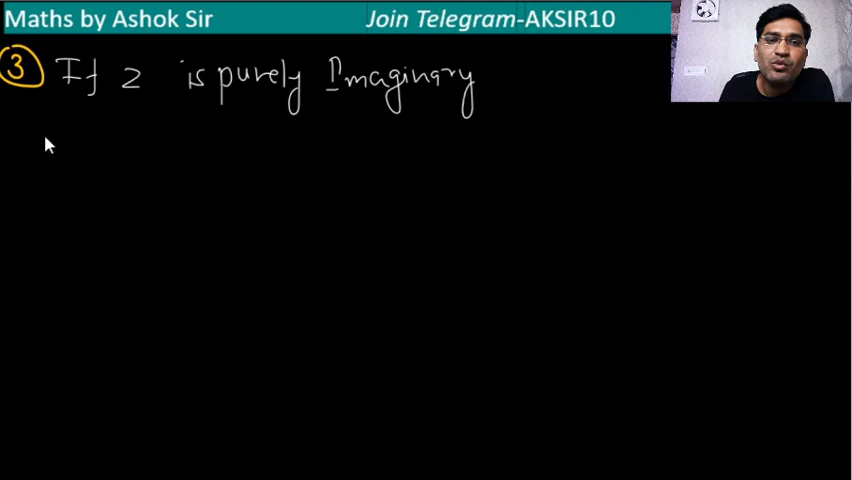 Maths by Ashok Sir Join Telegram-AKSIR10
3 If z is purely Imaginary